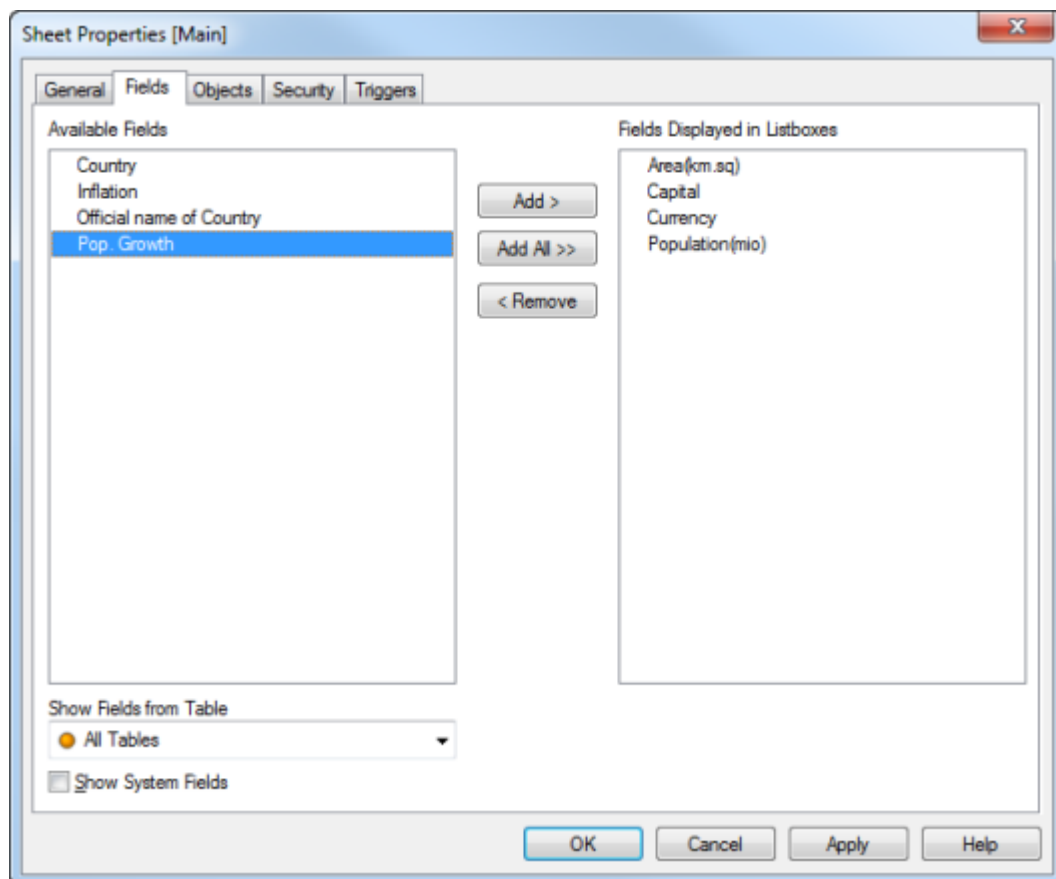 Sheet Properties [Main]
General Fields Objects Security Triggers
Available Fields
Country
Inflation
Official name of Country
Pop. Growth
Add >
Add All >>
< Remove
Fields Displayed in Listboxes
Area(km.sq)
Capital
Currency
Population(mio)
Show Fields from Table
All Tables
Show System Fields
OK Cancel Apply Help